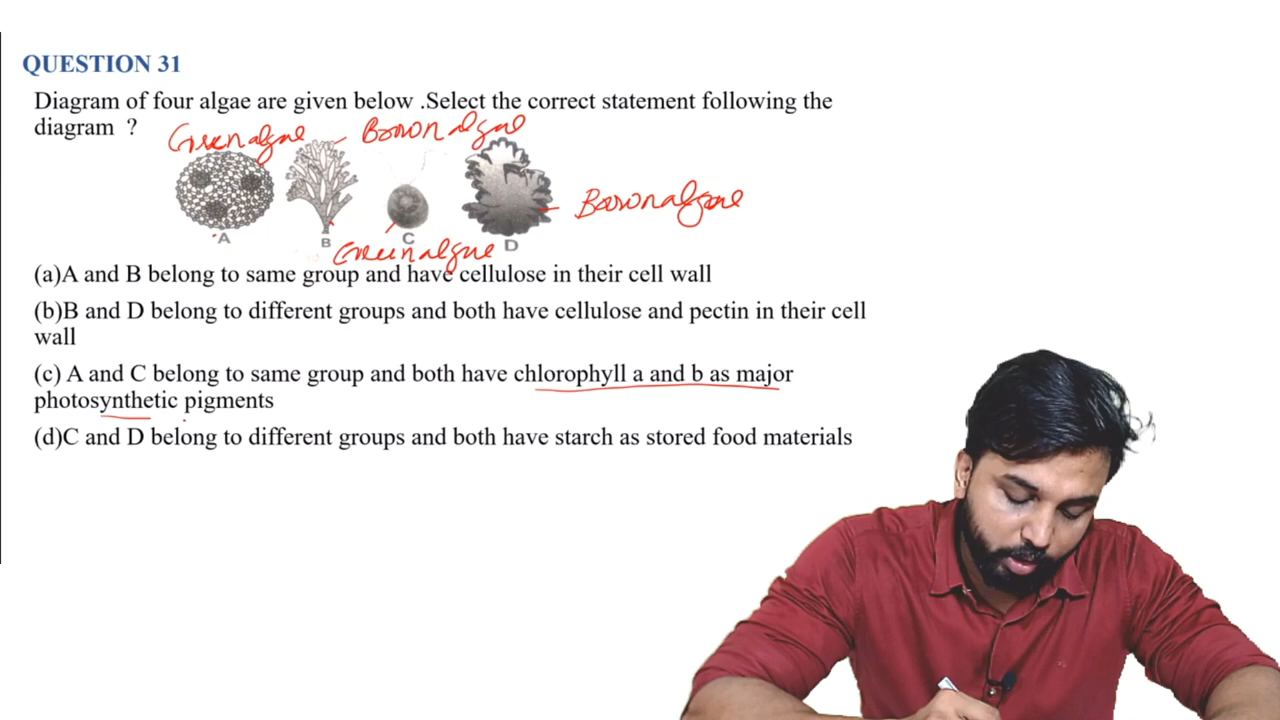 QUESTION 31
Diagram of four algae are given below .Select the correct statement following the
diagram ?
Green algae
Brown algae
Brown algae
A
B
C
Green algae
D
(a)A and B belong to same group and have cellulose in their cell wall
(b)B and D belong to different groups and both have cellulose and pectin in their cell
wall
(c) A and C belong to same group and both have chlorophyll a and b as major
photosynthetic pigments
(d)C and D belong to different groups and both have starch as stored food materials